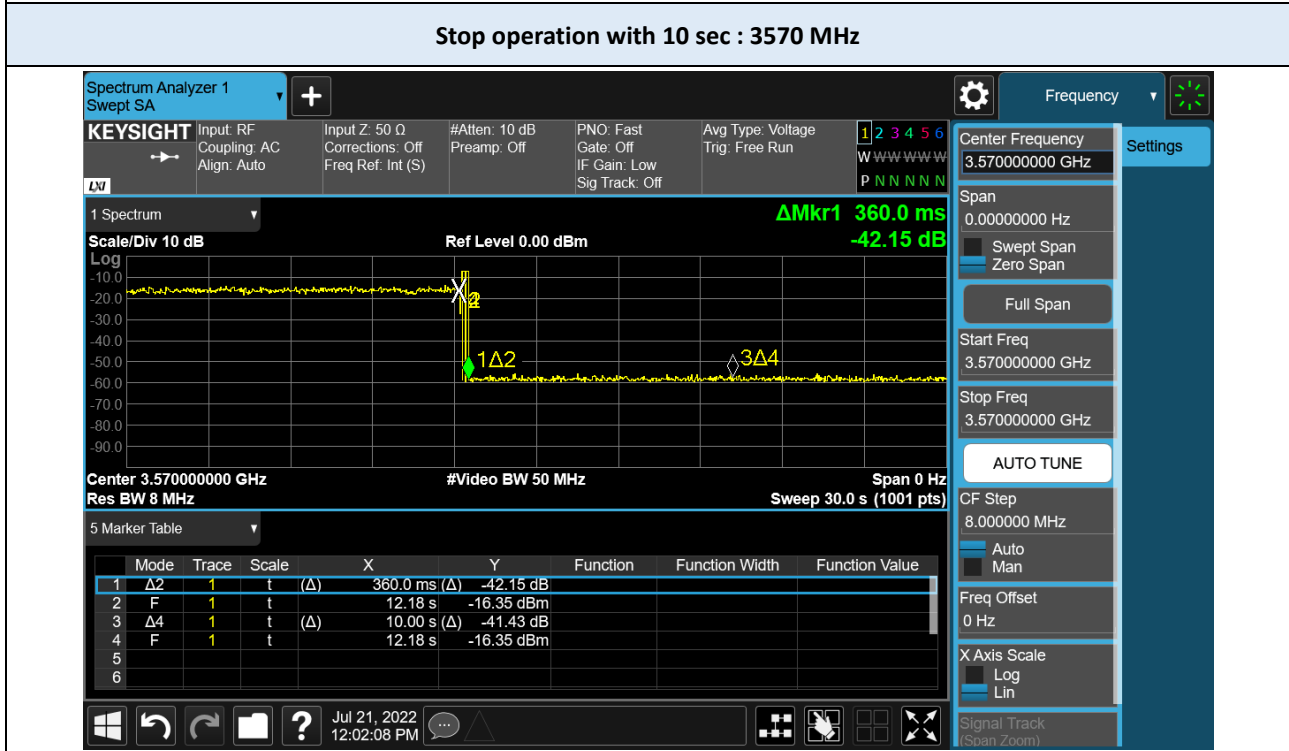 Stop operation with 10 sec : 3570 MHz
Spectrum Analyzer 1
Swept SA
Frequency
KEYSIGHT
Input: RF
Coupling: AC
Align: Auto
Input Z: 50 Ω
Corrections: Off
Freq Ref: Int (S)
#Atten: 10 dB
Preamp: Off
PNO: Fast
Gate: Off
IF Gain: Low
Sig Track: Off
Avg Type: Voltage
Trig: Free Run
1 2 3 4 5 6
W W W W W W
P N N N N N
LXI
1 Spectrum
ΔMkr1 360.0 ms
Scale/Div 10 dB
Ref Level 0.00 dBm
-42.15 dB
Log
-10.0
-20.0
-30.0
-40.0
-50.0
-60.0
-70.0
-80.0
-90.0
X
1Δ2
3Δ4
Center 3.570000000 GHz
#Video BW 50 MHz
Span 0 Hz
Res BW 8 MHz
Sweep 30.0 s (1001 pts)
5 Marker Table
Mode Trace Scale X Y Function Function Width Function Value
1 Δ2 1 t (Δ) 360.0 ms (Δ) -42.15 dB
2 F 1 t 12.18 s -16.35 dBm
3 Δ4 1 t (Δ) 10.00 s (Δ) -41.43 dB
4 F 1 t 12.18 s -16.35 dBm
5
6
Center Frequency
3.570000000 GHz
Settings
Span
0.00000000 Hz
Swept Span
Zero Span
Full Span
Start Freq
3.570000000 GHz
Stop Freq
3.570000000 GHz
AUTO TUNE
CF Step
8.000000 MHz
Auto
Man
Freq Offset
0 Hz
X Axis Scale
Log
Lin
Signal Track
(Span Zoom)
?
Jul 21, 2022
12:02:08 PM